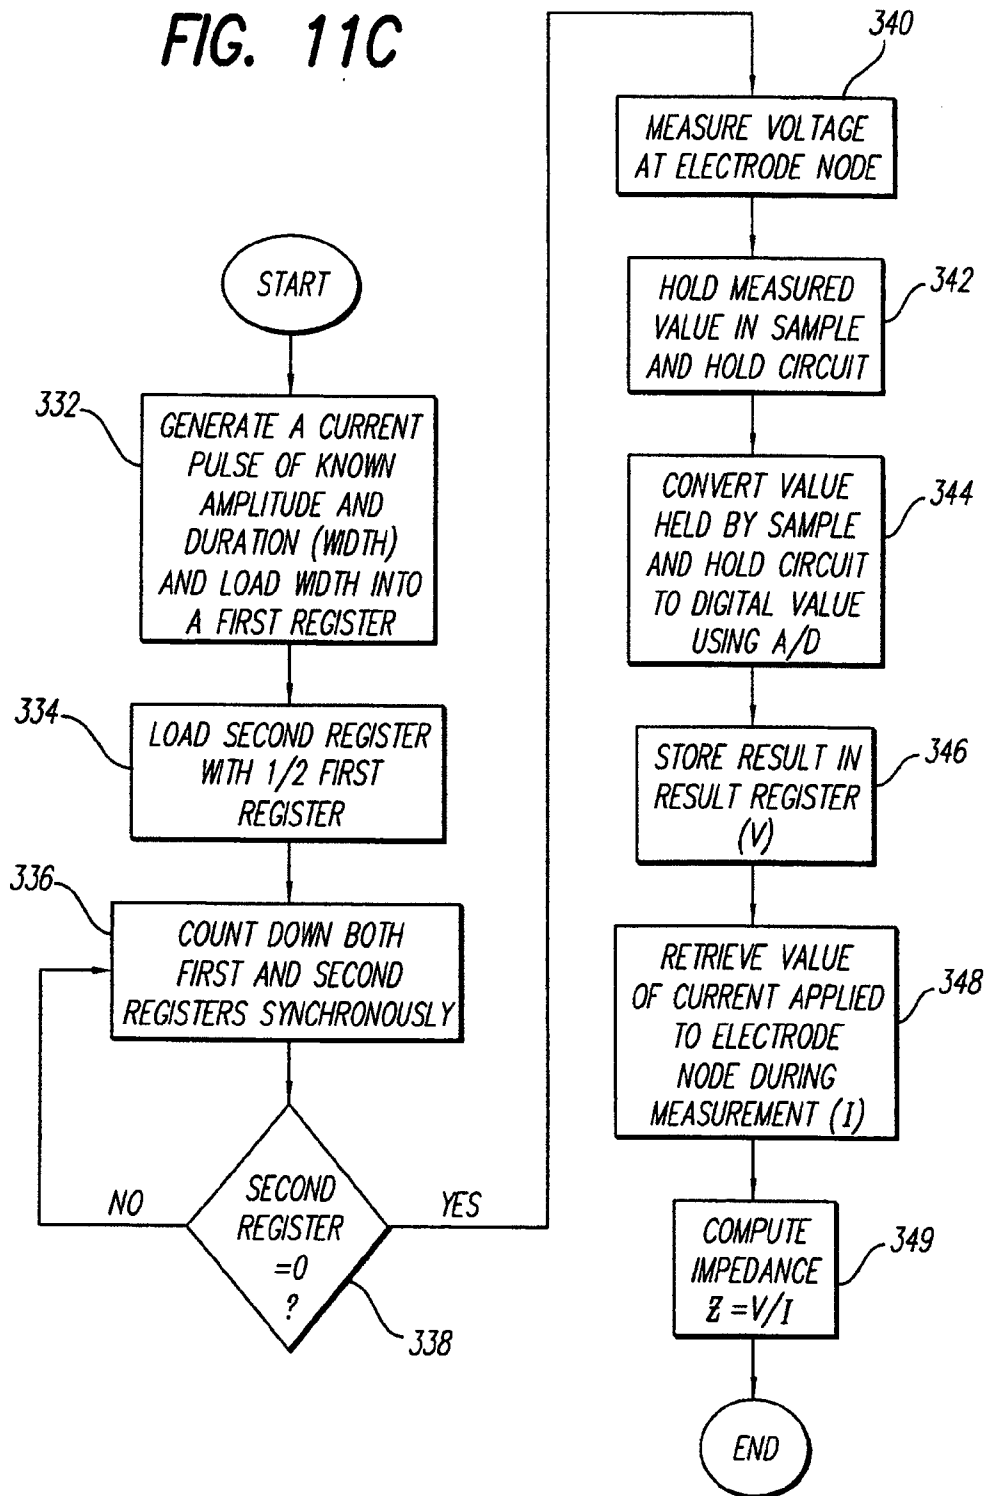 FIG. 11C
START
332
GENERATE A CURRENT
PULSE OF KNOWN
AMPLITUDE AND
DURATION (WIDTH)
AND LOAD WIDTH INTO
A FIRST REGISTER
334
LOAD SECOND REGISTER
WITH 1/2 FIRST
REGISTER
336
COUNT DOWN BOTH
FIRST AND SECOND
REGISTERS SYNCHRONOUSLY
NO
SECOND
REGISTER
=0
?
YES
338
340
MEASURE VOLTAGE
AT ELECTRODE NODE
342
HOLD MEASURED
VALUE IN SAMPLE
AND HOLD CIRCUIT
344
CONVERT VALUE
HELD BY SAMPLE
AND HOLD CIRCUIT
TO DIGITAL VALUE
USING A/D
346
STORE RESULT IN
RESULT REGISTER
(V)
348
RETRIEVE VALUE
OF CURRENT APPLIED
TO ELECTRODE
NODE DURING
MEASUREMENT (I)
349
COMPUTE
IMPEDANCE
Z =V/I
END